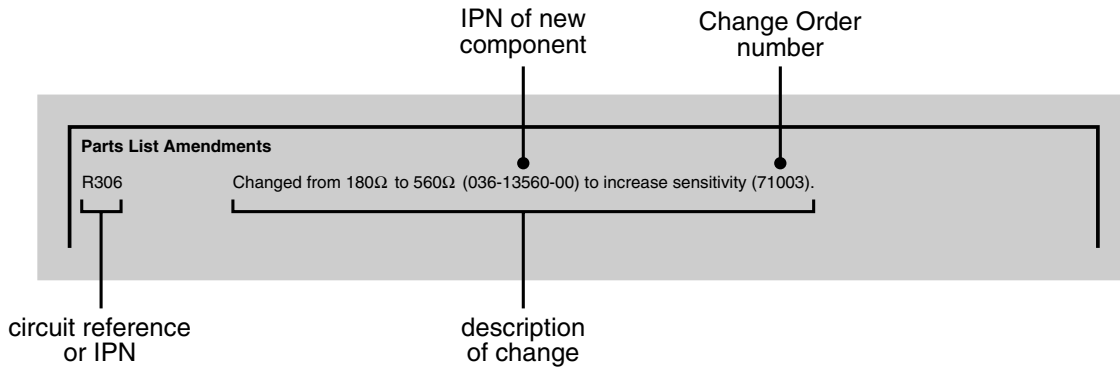 IPN of new
component
Change Order
number
Parts List Amendments
R306 Changed from 180Ω to 560Ω (036-13560-00) to increase sensitivity (71003).
circuit reference
or IPN
description
of change